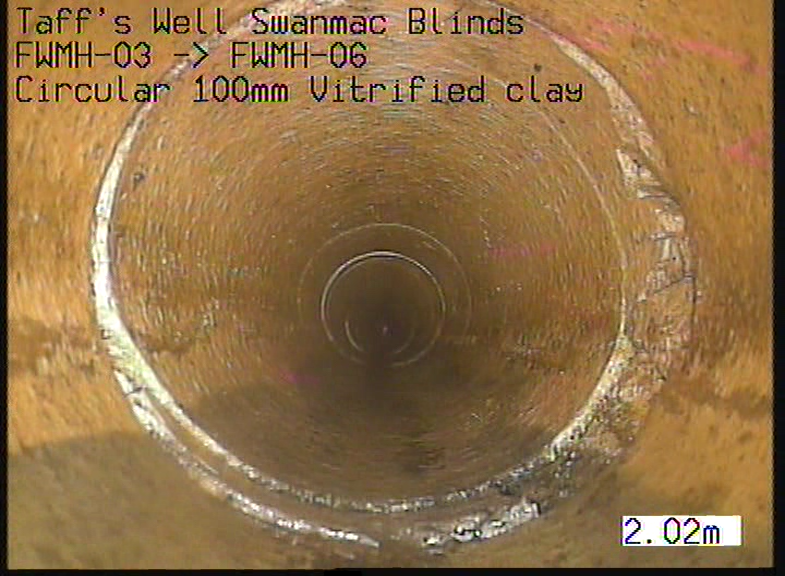 Taff's Well Swanmac Blinds
FWMH-03 -> FWMH-06
Circular 100mm Vitrified clay
2.02m